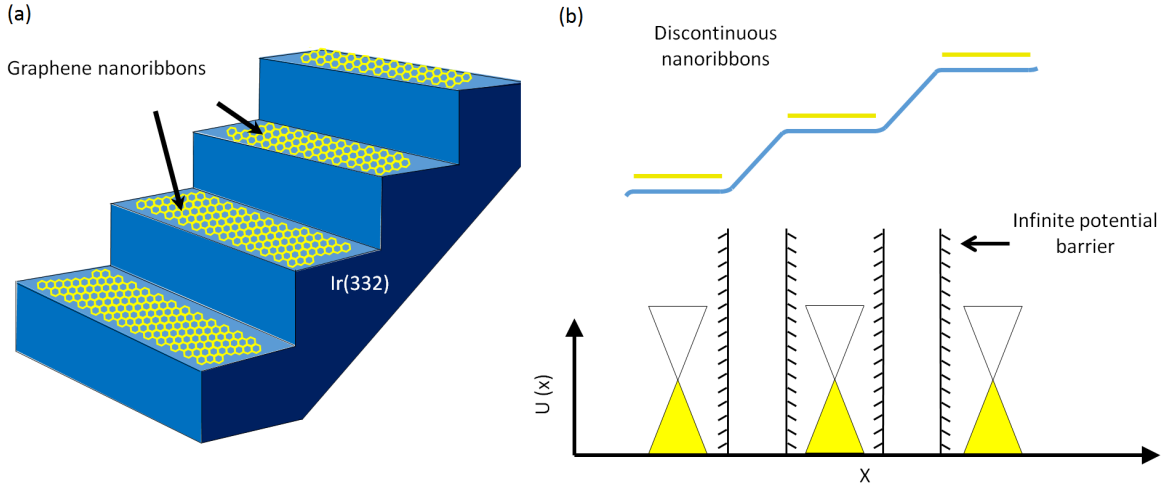 (a)
Graphene nanoribbons
Ir(332)
(b)
Discontinuous
nanoribbons
Infinite potential
barrier
U (x)
X